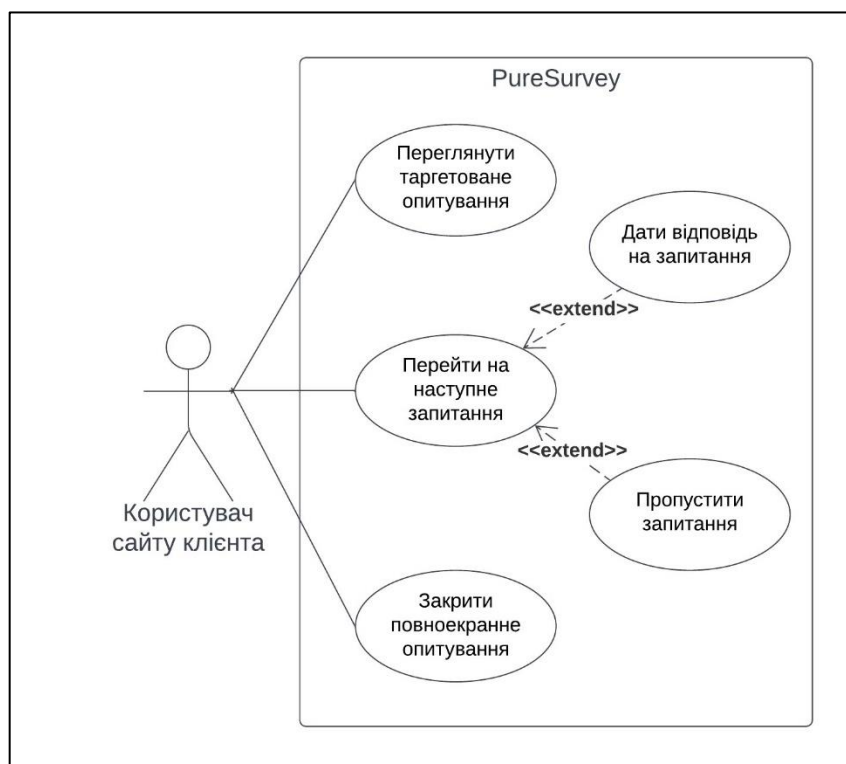 PureSurvey
Переглянути
таргетоване
опитування
Дати відповідь
на запитання
<<extend>>
Перейти на
наступне
запитання
<<extend>>
Пропустити
запитання
Користувач
сайту клієнта
Закрити
повноекранне
опитування